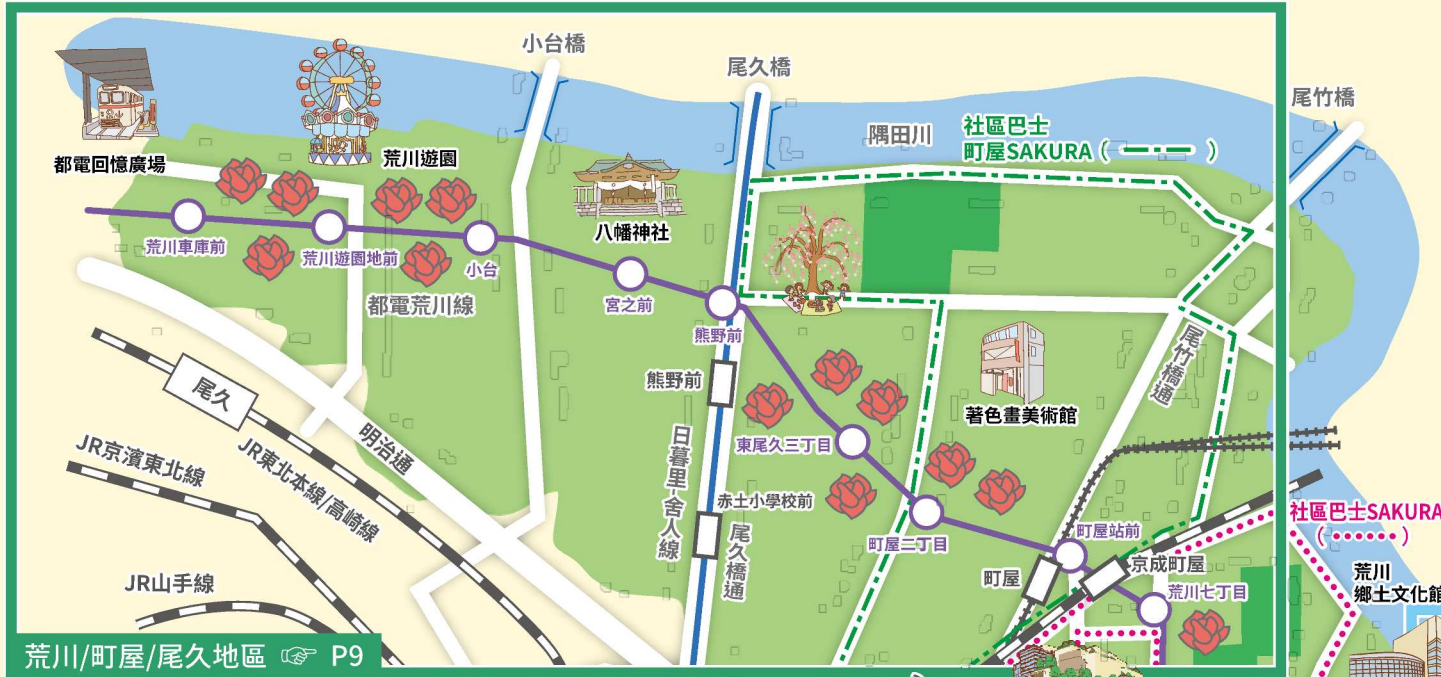 小台橋
尾久橋
尾竹橋
隅田川
社區巴士
町屋SAKURA（ ）
都電回憶廣場
荒川遊園
八幡神社
荒川車庫前
荒川遊園地前
小台
宮之前
熊野前
都電荒川線
尾久
熊野前
著色畫美術館
尾竹橋通
明治通
JR京濱東北線
JR東北本線/高崎線
日暮里-舍人線
東尾久三丁目
赤土小學校前
尾久橋通
町屋二丁目
町屋站前
社區巴士SAKURA
（ ）
JR山手線
町屋
京成町屋
荒川七丁目
荒川
鄉土文化館
荒川/町屋/尾久地區 ☞ P9